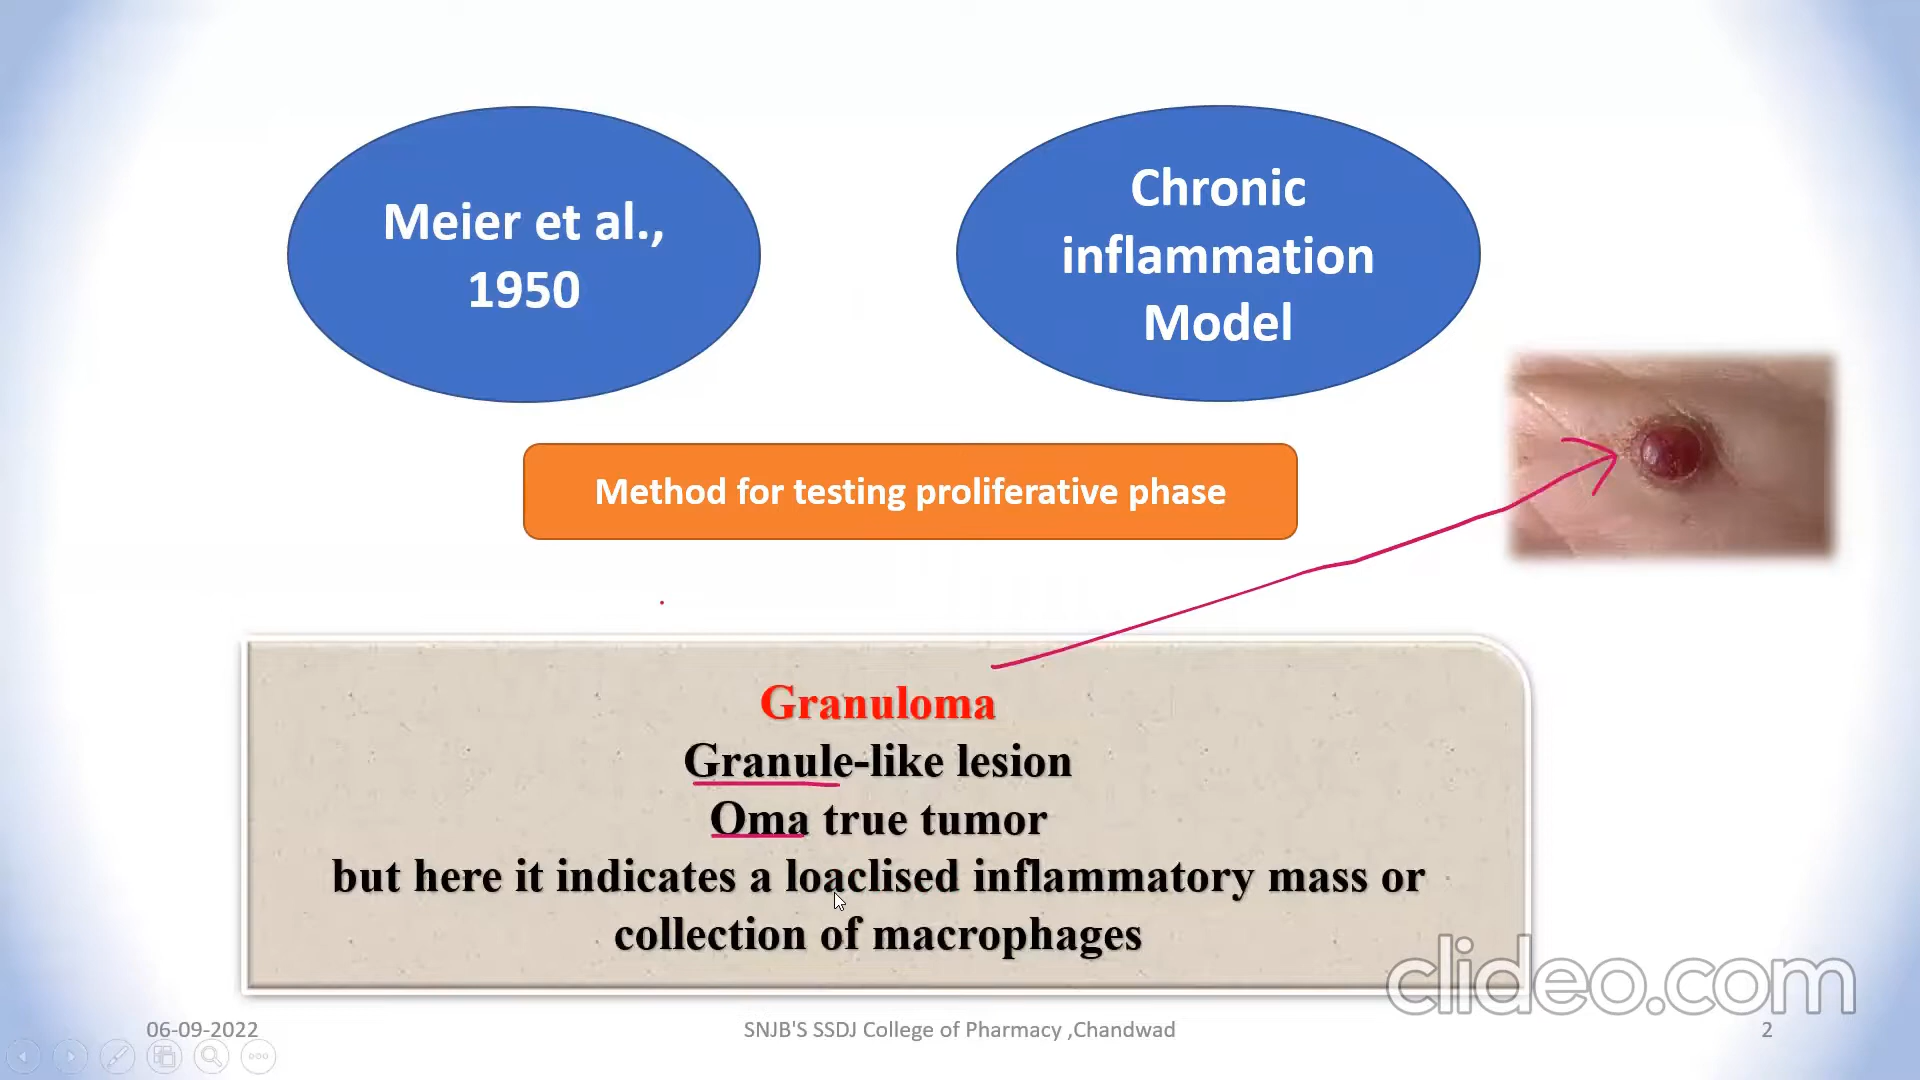 Meier et al.,
1950
Chronic
inflammation
Model
Method for testing proliferative phase
Granuloma
Granule-like lesion
Oma true tumor
but here it indicates a loaclised inflammatory mass or
collection of macrophages
clideo.com
06-09-2022
SNJB'S SSDJ College of Pharmacy ,Chandwad
2